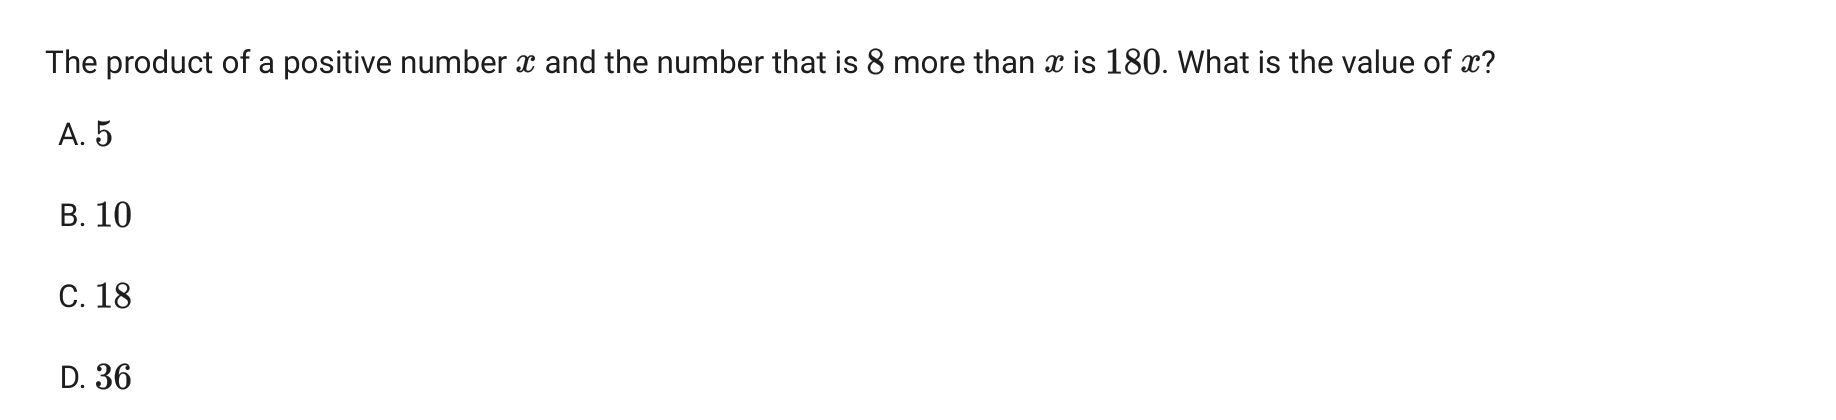 The product of a positive number x and the number that is 8 more than x is 180. What is the value of x?
A. 5
B. 10
C. 18
D. 36